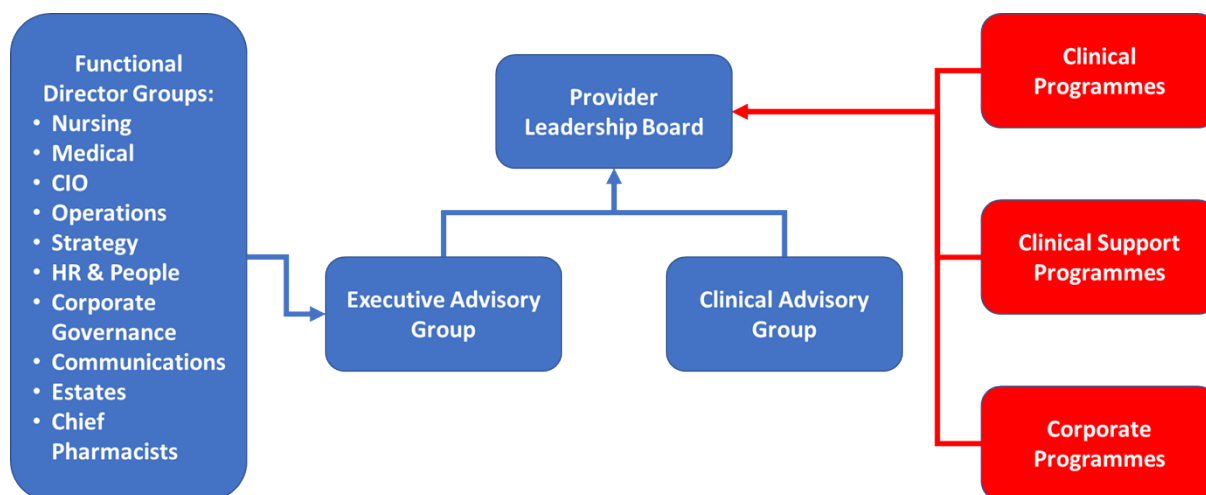 Functional
Director Groups:
• Nursing
• Medical
• CIO
• Operations
• Strategy
• HR & People
• Corporate
Governance
• Communications
• Estates
• Chief
Pharmacists
Provider
Leadership Board
Executive Advisory
Group
Clinical Advisory
Group
Clinical
Programmes
Clinical Support
Programmes
Corporate
Programmes